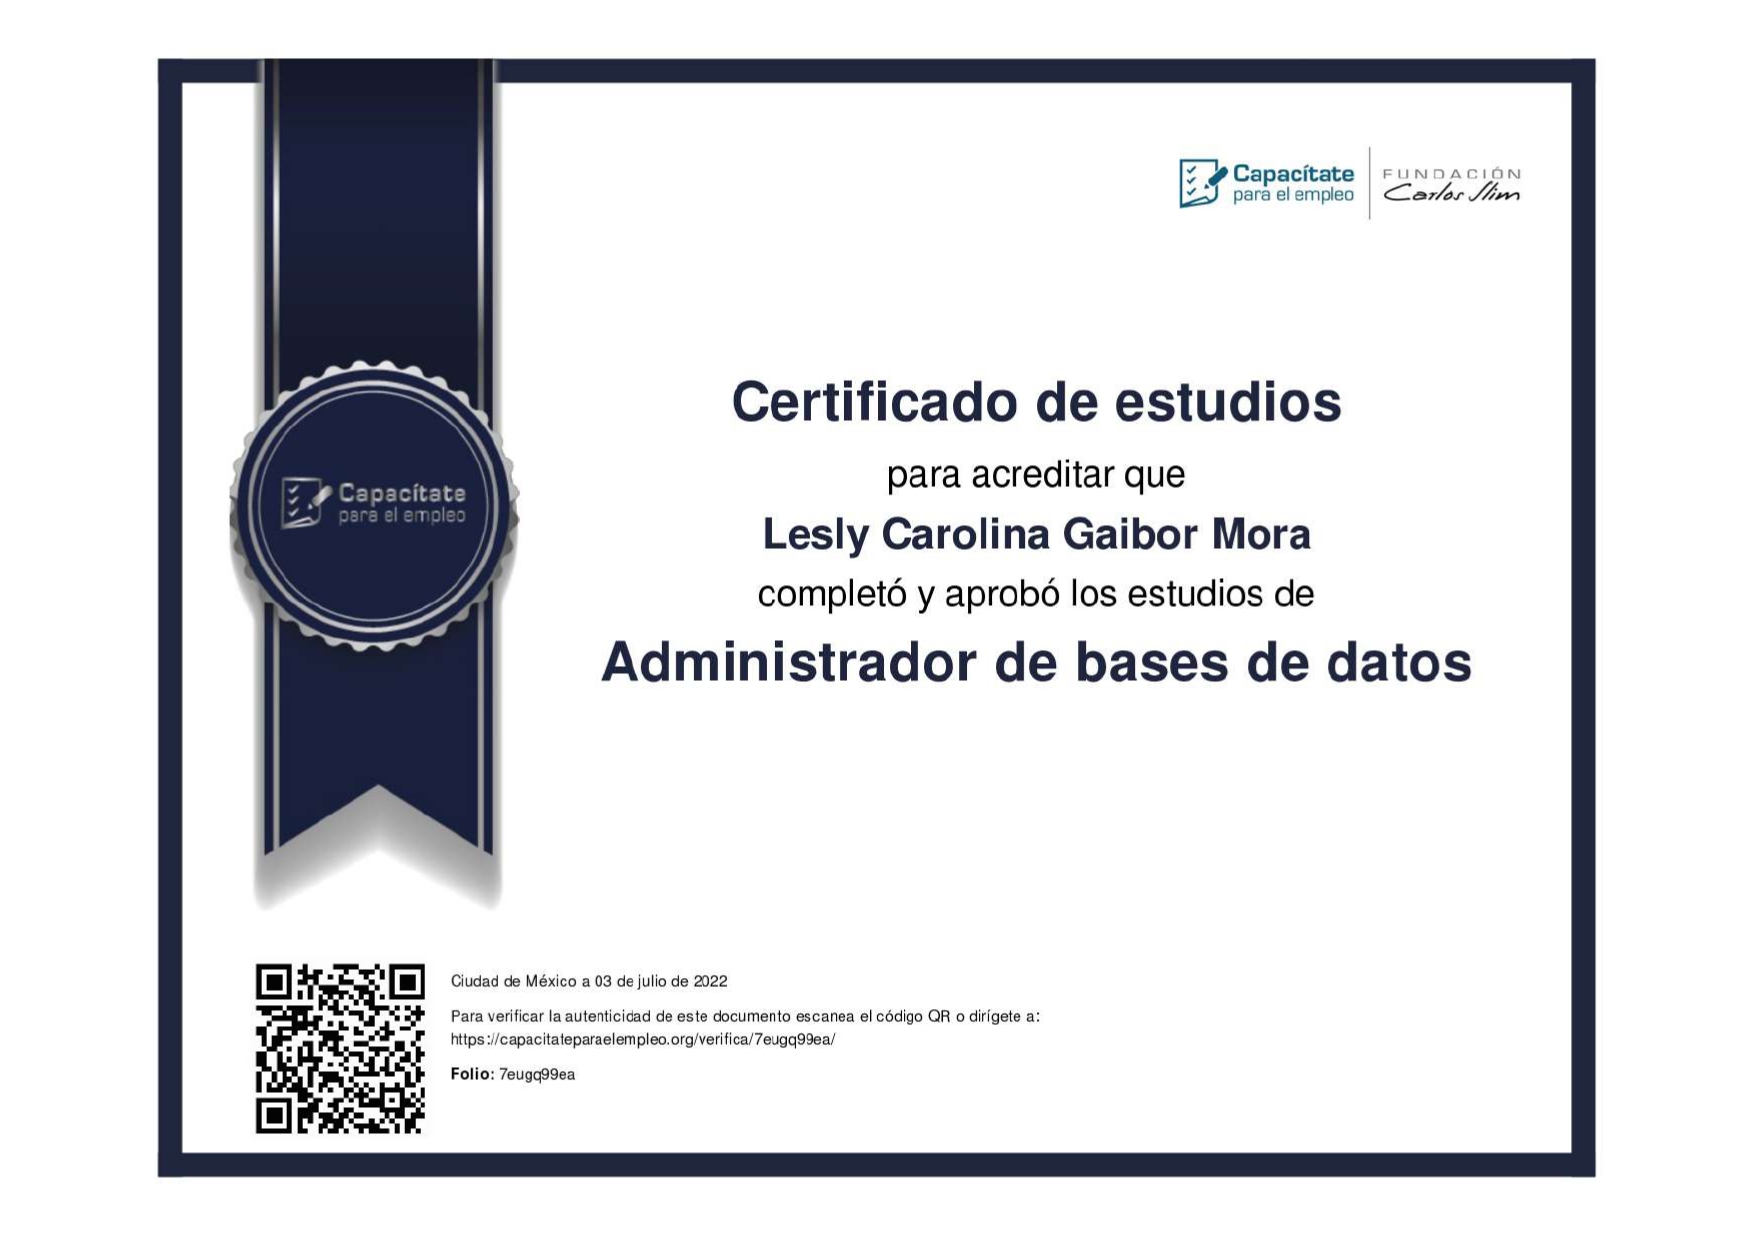 Capacítate
para el empleo
FUNDACIÓN
Carlos Slim
Certificado de estudios
para acreditar que
Lesly Carolina Gaibor Mora
completó y aprobó los estudios de
Administrador de bases de datos
Capacítate
para el empleo
Ciudad de México a 03 de julio de 2022
Para verificar la autenticidad de este documento escanea el código QR o dirígete a:
https://capacitateparaelempleo.org/verifica/7eugq99ea/
Folio: 7eugq99ea